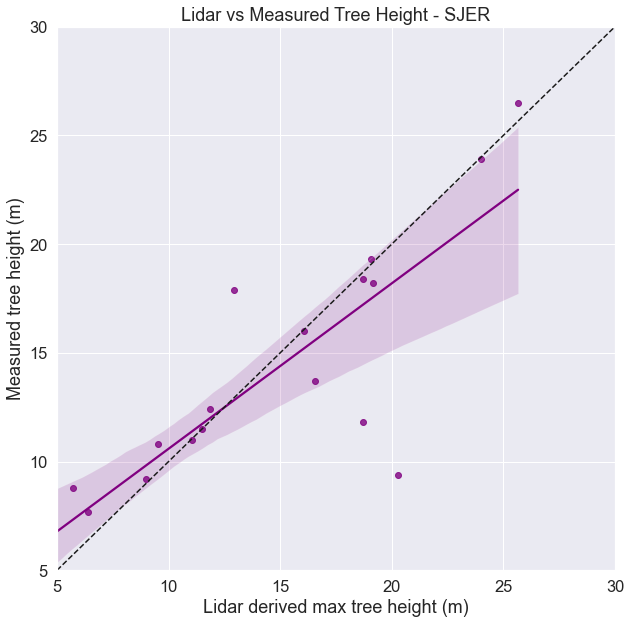 Lidar vs Measured Tree Height - SJER
30
25
20
15
10
5
Measured tree height (m)
5 10 15 20 25 30
Lidar derived max tree height (m)